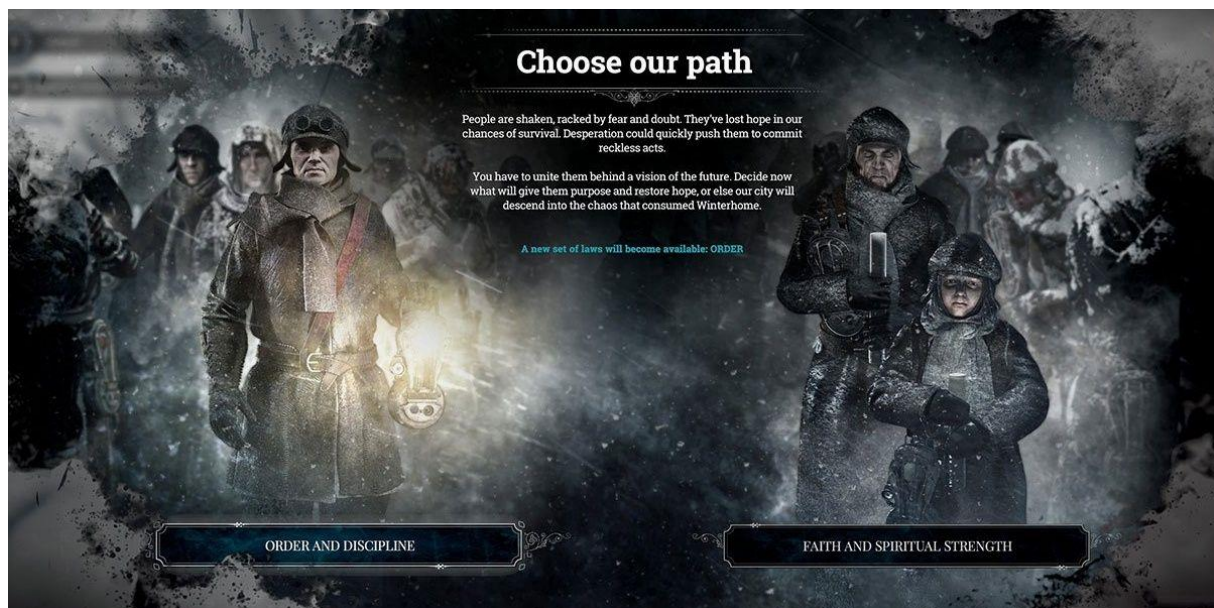 Choose our path
People are shaken, racked by fear and doubt. They've lost hope in our
chances of survival. Desperation could quickly push them to commit
reckless acts.
You have to unite them behind a vision of the future. Decide now
what will give them purpose and restore hope, or else our city will
descend into the chaos that consumed Winterhome.
A new set of laws will become available: ORDER
ORDER AND DISCIPLINE
FAITH AND SPIRITUAL STRENGTH